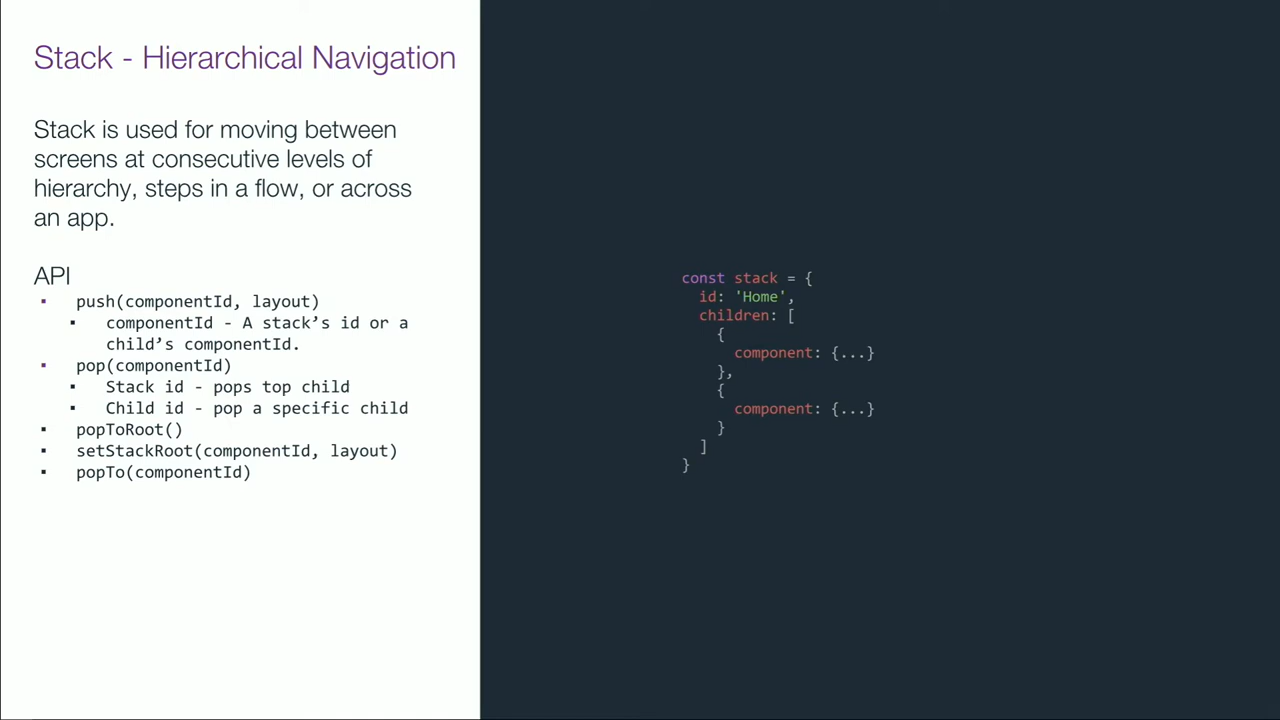 Stack - Hierarchical Navigation
Stack is used for moving between
screens at consecutive levels of
hierarchy, steps in a flow, or across
an app.
API
▪ push(componentId, layout)
▪ componentId - A stack’s id or a
child’s componentId.
▪ pop(componentId)
▪ Stack id - pops top child
▪ Child id - pop a specific child
▪ popToRoot()
▪ setStackRoot(componentId, layout)
▪ popTo(componentId)
const stack = {
id: 'Home',
children: [
{
component: {...}
},
{
component: {...}
}
]
}